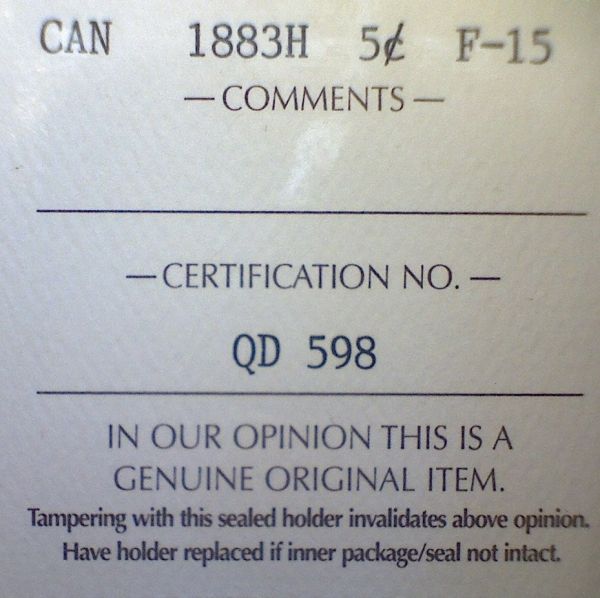 CAN 1883H 5¢ F-15
—COMMENTS—
—CERTIFICATION NO.—
QD 598
IN OUR OPINION THIS IS A
GENUINE ORIGINAL ITEM.
Tampering with this sealed holder invalidates above opinion.
Have holder replaced if inner package/seal not intact.